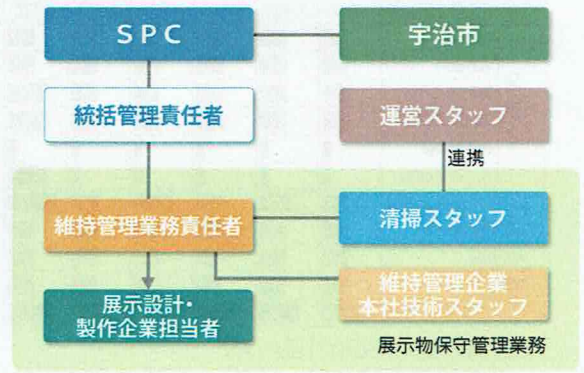 SPC
宇治市
統括管理責任者
運営スタッフ
連携
維持管理業務責任者
清掃スタッフ
維持管理企業
本社技術スタッフ
展示設計・
製作企業担当者
展示物保守管理業務